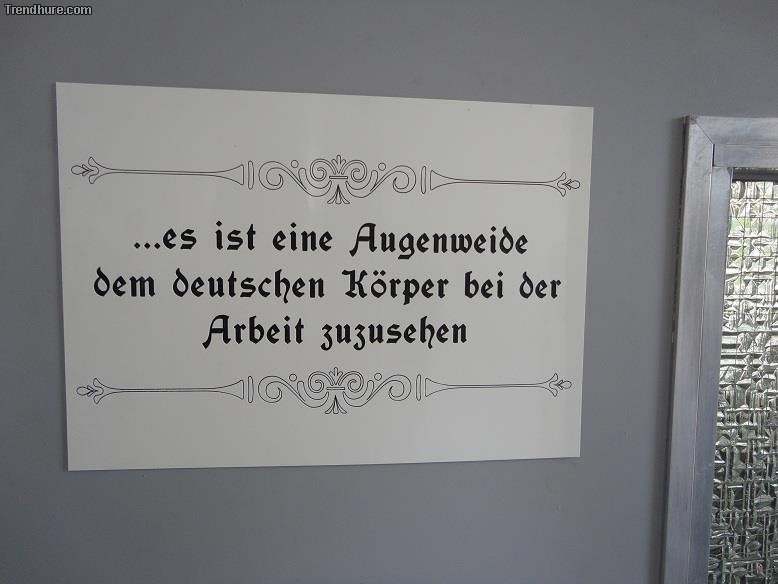 Trendhure.com
...es ist eine Augenweide
dem deutschen Körper bei der
Arbeit zuzusehen